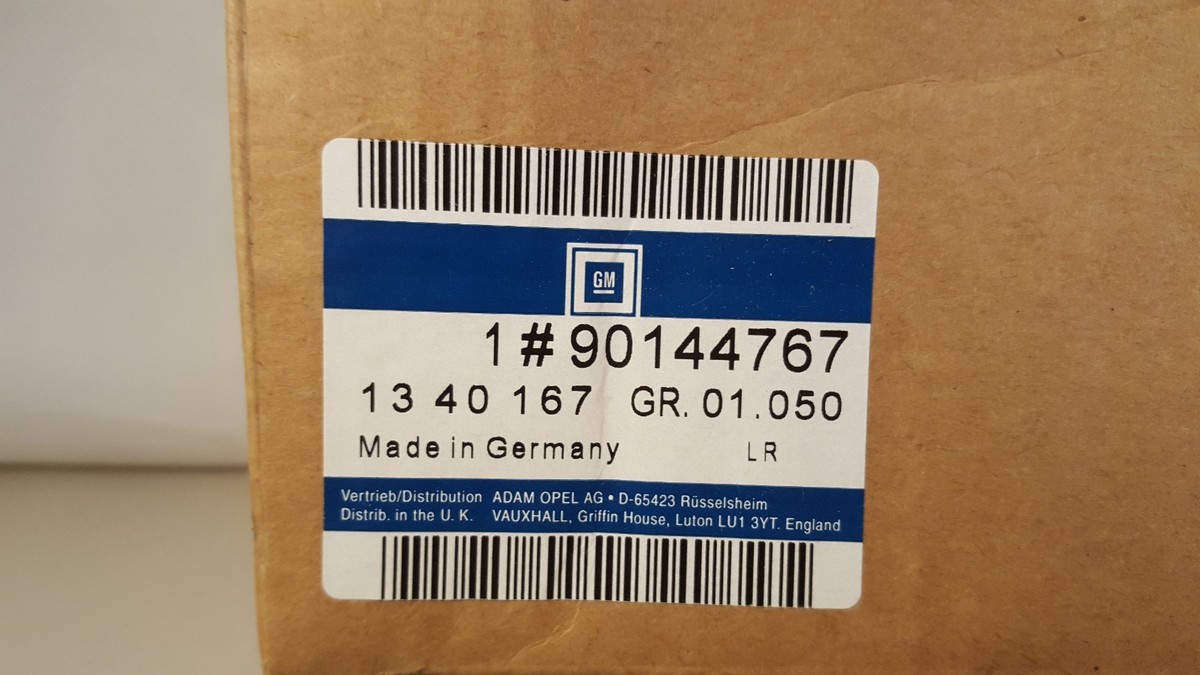 GM
1 # 90144767
13 40 167 GR. 01.050
Made in Germany LR
Vertrieb/Distribution ADAM OPEL AG • D-65423 Rüsselsheim
Distrib. in the U. K. VAUXHALL, Griffin House, Luton LU1 3YT. England